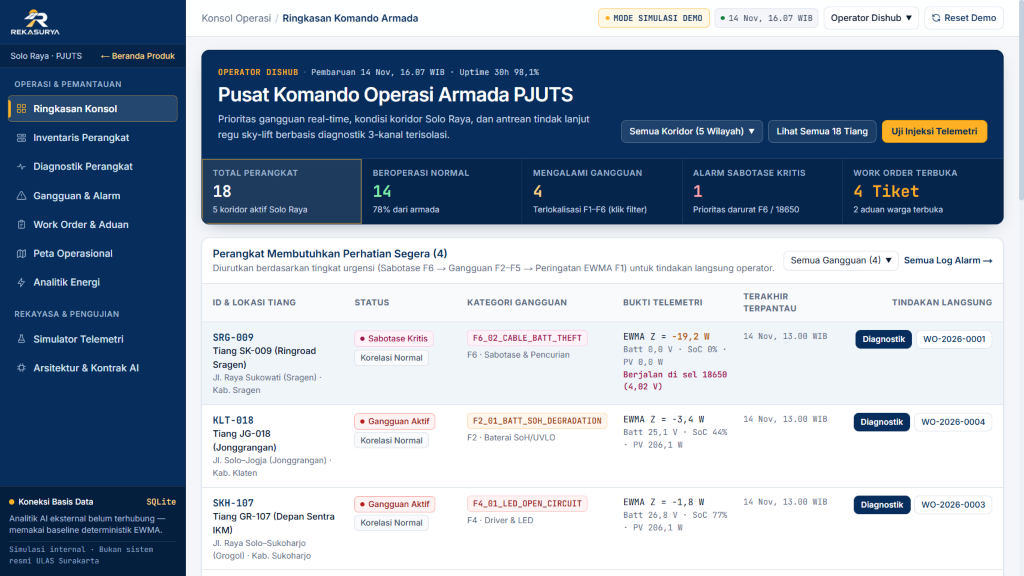 REKASURYA
Solo Raya · PJUTS
← Beranda Produk
OPERASI & PEMANTAUAN
Ringkasan Konsol
Inventaris Perangkat
Diagnostik Perangkat
Gangguan & Alarm
Work Order & Aduan
Peta Operasional
Analitik Energi
REKAYASA & PENGUJIAN
Simulator Telemetri
Arsitektur & Kontrak AI
Koneksi Basis Data
SQLite
Analitik AI eksternal belum terhubung —
memakai baseline deterministik EWMA.
Simulasi internal · Bukan sistem
resmi ULAS Surakarta
Konsol Operasi / Ringkasan Komando Armada
MODE SIMULASI DEMO
14 Nov, 16.07 WIB
Operator Dishub ▼
Reset Demo
OPERATOR DISHUB · Pembaruan 14 Nov, 16.07 WIB · Uptime 30h 98,1%
Pusat Komando Operasi Armada PJUTS
Prioritas gangguan real-time, kondisi koridor Solo Raya, dan antrean tindak lanjut
regu sky-lift berbasis diagnostik 3-kanal terisolasi.
Semua Koridor (5 Wilayah) ▼
Lihat Semua 18 Tiang
Uji Injeksi Telemetri
TOTAL PERANGKAT
18
5 koridor aktif Solo Raya
BEROPERASI NORMAL
14
78% dari armada
MENGALAMI GANGGUAN
4
Terlokalisasi F1–F6 (klik filter)
ALARM SABOTASE KRITIS
1
Prioritas darurat F6 / 18650
WORK ORDER TERBUKA
4 Tiket
2 aduan warga terbuka
Perangkat Membutuhkan Perhatian Segera (4)
Diurutkan berdasarkan tingkat urgensi (Sabotase F6 → Gangguan F2–F5 → Peringatan EWMA F1) untuk tindakan langsung operator.
Semua Gangguan (4) ▼
Semua Log Alarm →
ID & LOKASI TIANG
STATUS
KATEGORI GANGGUAN
BUKTI TELEMETRI
TERAKHIR
TERPANTAU
TINDAKAN LANGSUNG
SRG-009
Tiang SK-009 (Ringroad
Sragen)
Jl. Raya Sukowati (Sragen) ·
Kab. Sragen
Sabotase Kritis
Korelasi Normal
F6_02_CABLE_BATT_THEFT
F6 · Sabotase & Pencurian
EWMA Z = -19,2 W
Batt 0,0 V · SoC 0% ·
PV 0,0 W
Berjalan di sel 18650
(4,02 V)
14 Nov, 16.00 WIB
Diagnostik
WO-2026-0001
KLT-018
Tiang JG-018
(Jonggrangan)
Jl. Solo–Jogja (Jonggrangan) ·
Kab. Klaten
Gangguan Aktif
Korelasi Normal
F2_01_BATT_SOH_DEGRADATION
F2 · Baterai SoH/UVLO
EWMA Z = -3,4 W
Batt 25,1 V · SoC 44%
· PV 206,1 W
14 Nov, 13.00 WIB
Diagnostik
WO-2026-0004
SKH-107
Tiang GR-107 (Depan Sentra
IKM)
Jl. Raya Solo–Sukoharjo
(Grogol) · Kab. Sukoharjo
Gangguan Aktif
Korelasi Normal
F4_01_LED_OPEN_CIRCUIT
F4 · Driver & LED
EWMA Z = -1,8 W
Batt 26,8 V · SoC 77%
· PV 206,1 W
14 Nov, 13.00 WIB
Diagnostik
WO-2026-0003